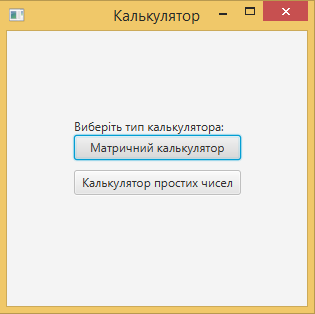 Калькулятор
Виберіть тип калькулятора:
Матричний калькулятор
Калькулятор простих чисел